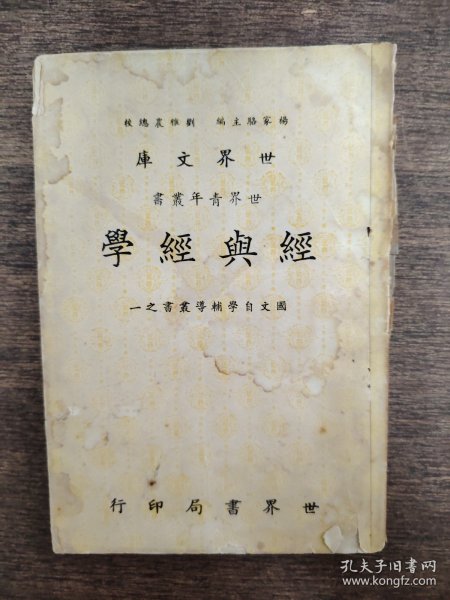 楊家駱主編 劉雅農總校
世界文庫
世界青年叢書
經與經學
國文自學輔導叢書之一
世界書局印行
孔夫子旧书网
www.kongfz.com